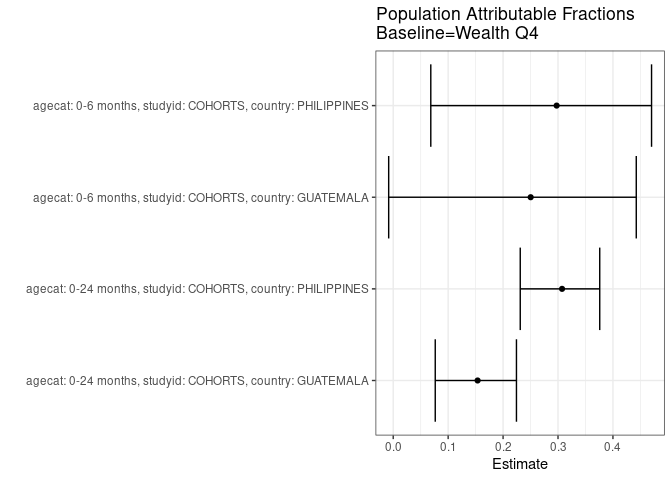 Population Attributable Fractions
Baseline=Wealth Q4
agecat: 0-6 months, studyid: COHORTS, country: PHILIPPINES
agecat: 0-6 months, studyid: COHORTS, country: GUATEMALA
agecat: 0-24 months, studyid: COHORTS, country: PHILIPPINES
agecat: 0-24 months, studyid: COHORTS, country: GUATEMALA
0.0 0.1 0.2 0.3 0.4
Estimate